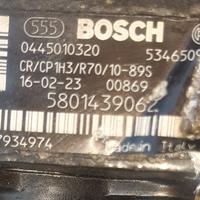 555 BOSCH
0445010320 5346509
CR/CP1H3/R70/10-89S
16-02-23 00869
5801439062
7934974
Made in Italy